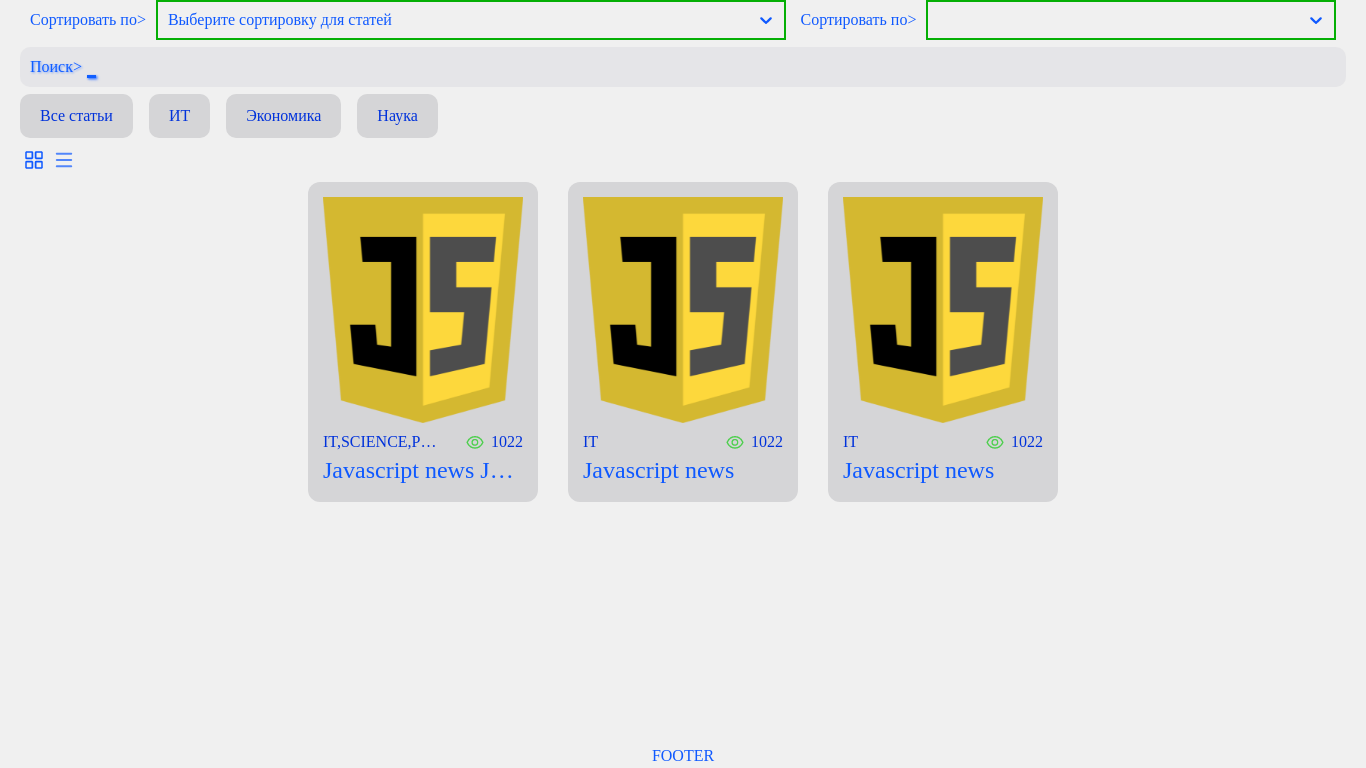 Сортировать по> Выберите сортировку для статей Сортировать по>
Поиск> _
Все статьи ИТ Экономика Наука
JS JS JS
IT,SCIENCE,P… 1022 IT 1022 IT 1022
Javascript news J… Javascript news Javascript news
FOOTER